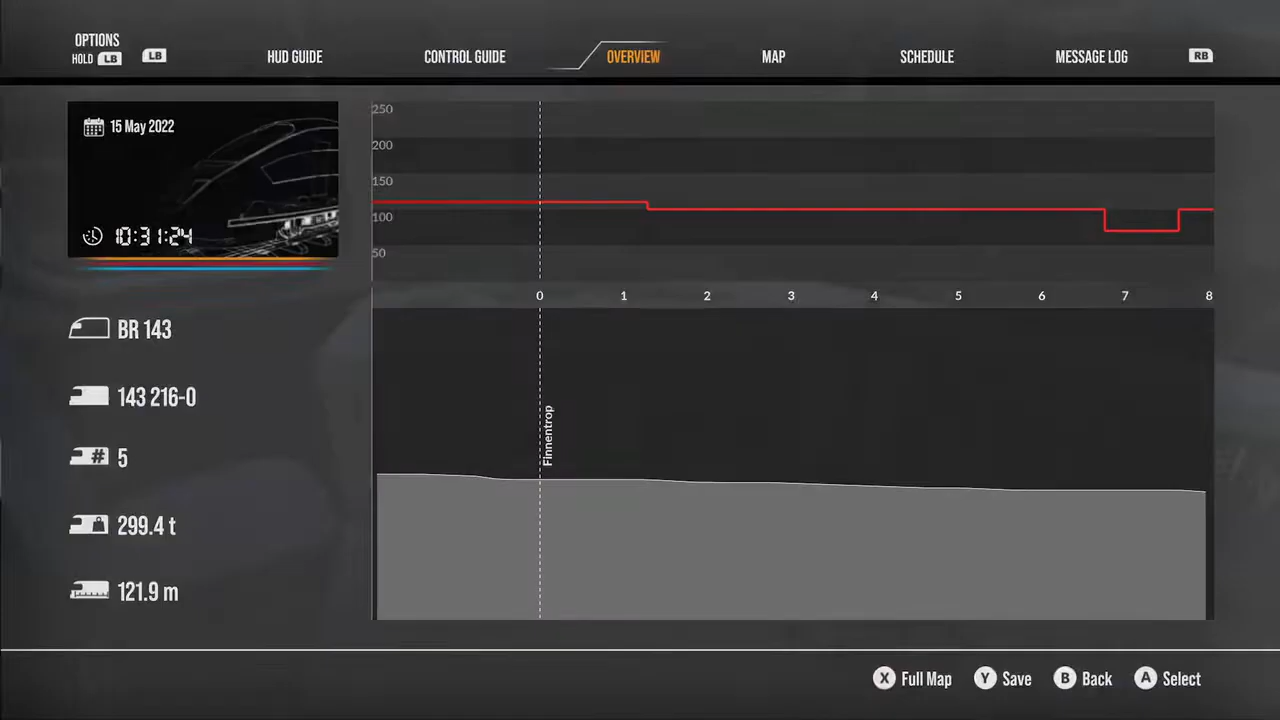 OPTIONS
HOLD LB
LB
HUD GUIDE
CONTROL GUIDE
OVERVIEW
MAP
SCHEDULE
MESSAGE LOG
RB
15 May 2022
10:31:24
250
200
150
100
50
0 1 2 3 4 5 6 7 8
Finnentrop
BR 143
143 216-0
# 5
299.4 t
121.9 m
X Full Map
Y Save
B Back
A Select